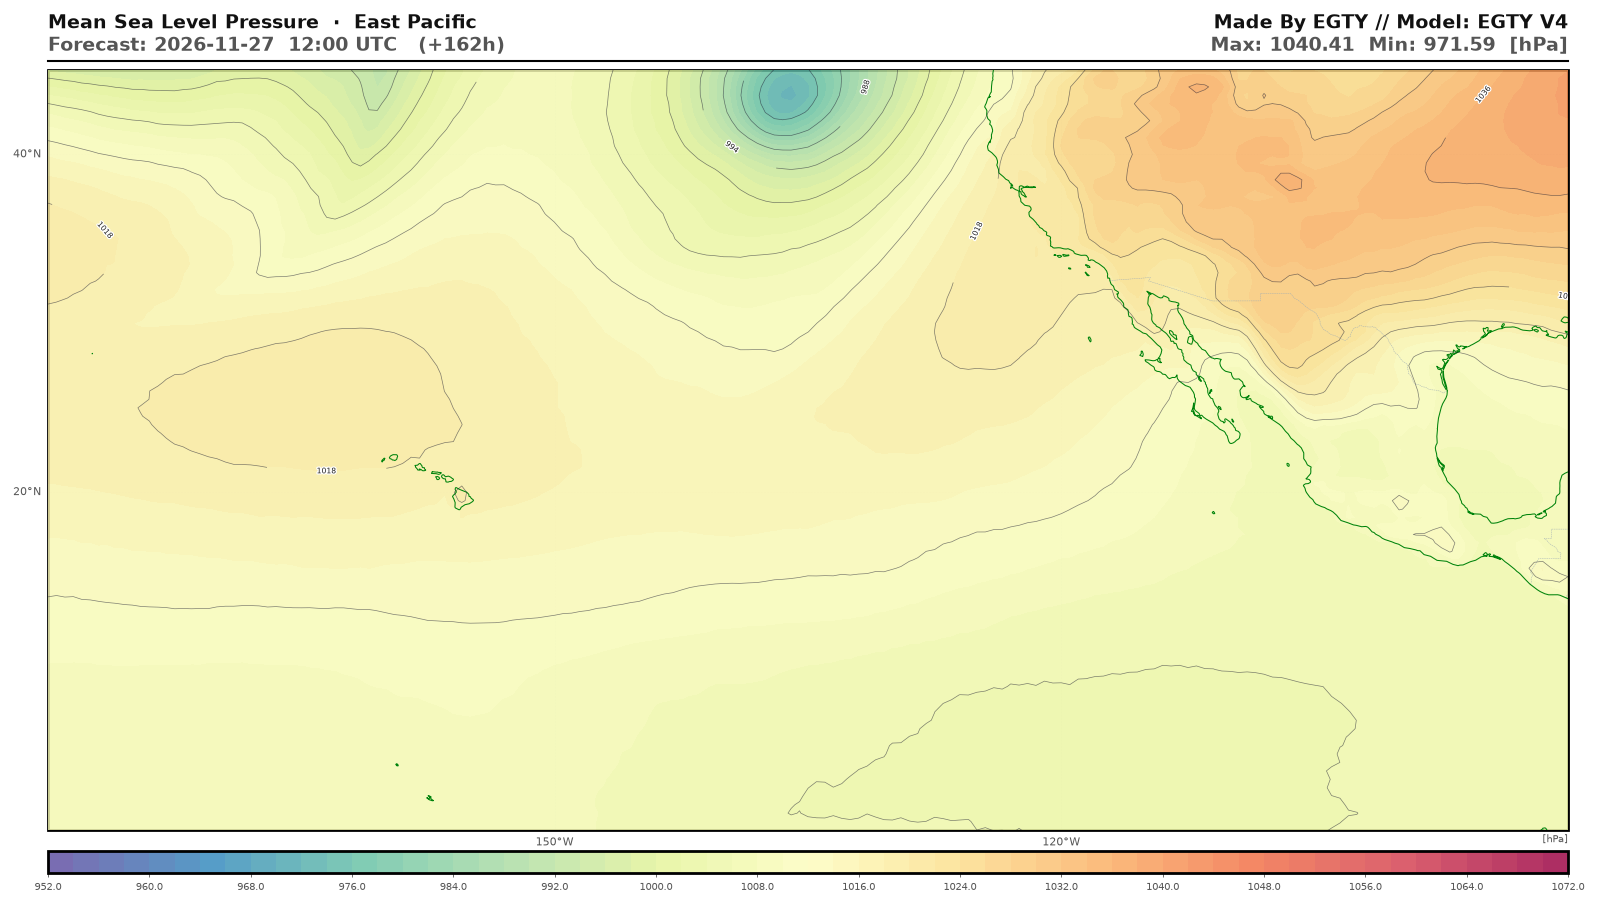 Mean Sea Level Pressure · East Pacific
Made By EGTY // Model: EGTY V4
Forecast: 2026-11-27 12:00 UTC (+162h)
Max: 1040.41 Min: 971.59 [hPa]
988
1036
994
40°N
1018
1018
10
1018
20°N
150°W
120°W
[hPa]
952.0
960.0
968.0
976.0
984.0
992.0
1000.0
1008.0
1016.0
1024.0
1032.0
1040.0
1048.0
1056.0
1064.0
1072.0